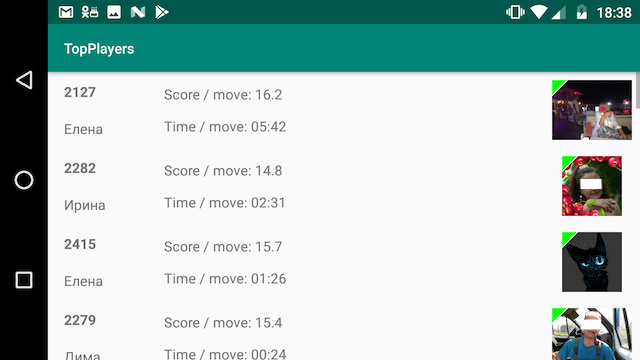 18:38
TopPlayers
2127
Score / move: 16.2
Елена
Time / move: 05:42
2282
Score / move: 14.8
Ирина
Time / move: 02:31
2415
Score / move: 15.7
Елена
Time / move: 01:26
2279
Score / move: 15.4
Дима
Time / move: 00:24